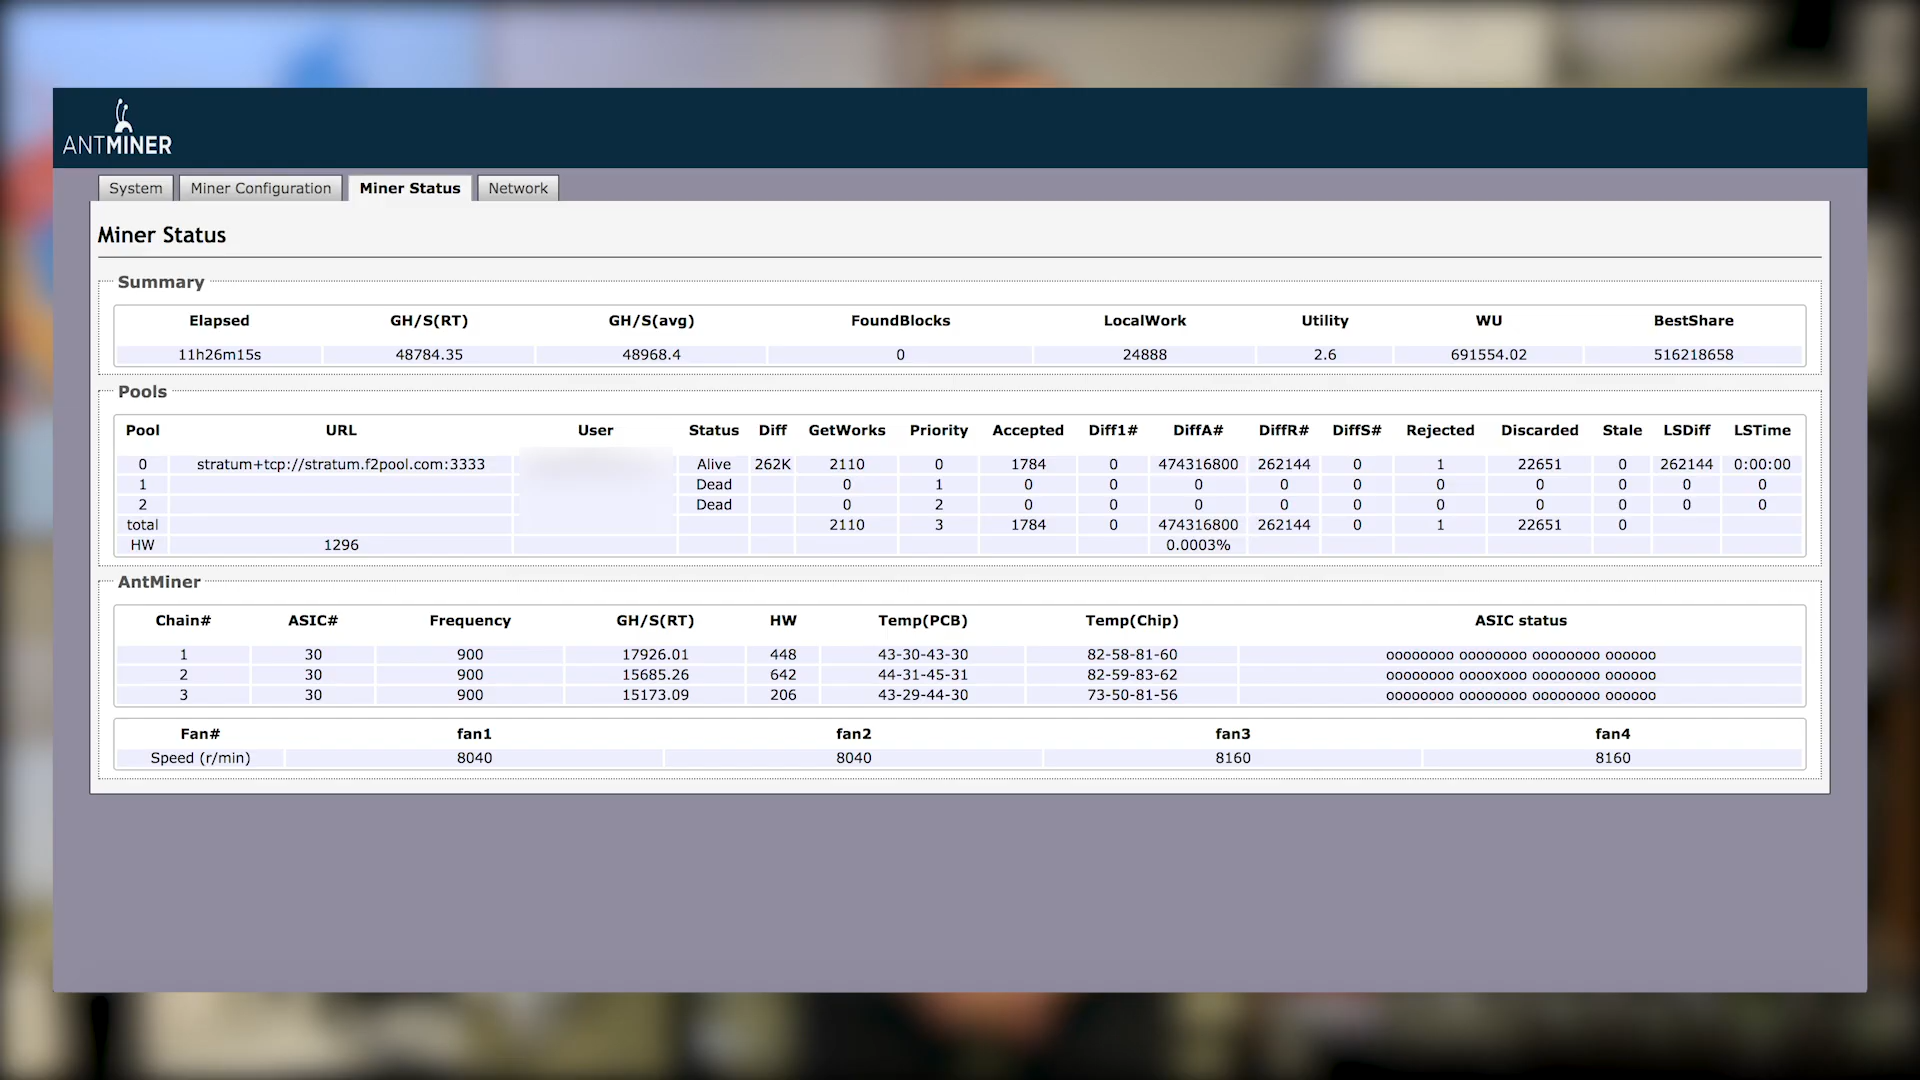 ANTMINER
System Miner Configuration Miner Status Network
Miner Status
Summary
Elapsed GH/S(RT) GH/S(avg) FoundBlocks LocalWork Utility WU BestShare
11h26m15s 48784.35 48968.4 0 24888 2.6 691554.02 516218658
Pools
Pool URL User Status Diff GetWorks Priority Accepted Diff1# DiffA# DiffR# DiffS# Rejected Discarded Stale LSDiff LSTime
0 stratum+tcp://stratum.f2pool.com:3333 Alive 262K 2110 0 1784 0 474316800 262144 0 1 22651 0 262144 0:00:00
1 Dead 0 1 0 0 0 0 0 0 0 0 0 0
2 Dead 0 2 0 0 0 0 0 0 0 0 0 0
total 2110 3 1784 0 474316800 262144 0 1 22651 0
HW 1296 0.0003%
AntMiner
Chain# ASIC# Frequency GH/S(RT) HW Temp(PCB) Temp(Chip) ASIC status
1 30 900 17926.01 448 43-30-43-30 82-58-81-60 oooooooo oooooooo oooooooo oooooo
2 30 900 15685.26 642 44-31-45-31 82-59-83-62 oooooooo ooooxooo oooooooo oooooo
3 30 900 15173.09 206 43-29-44-30 73-50-81-56 oooooooo oooooooo oooooooo oooooo
Fan# fan1 fan2 fan3 fan4
Speed (r/min) 8040 8040 8160 8160